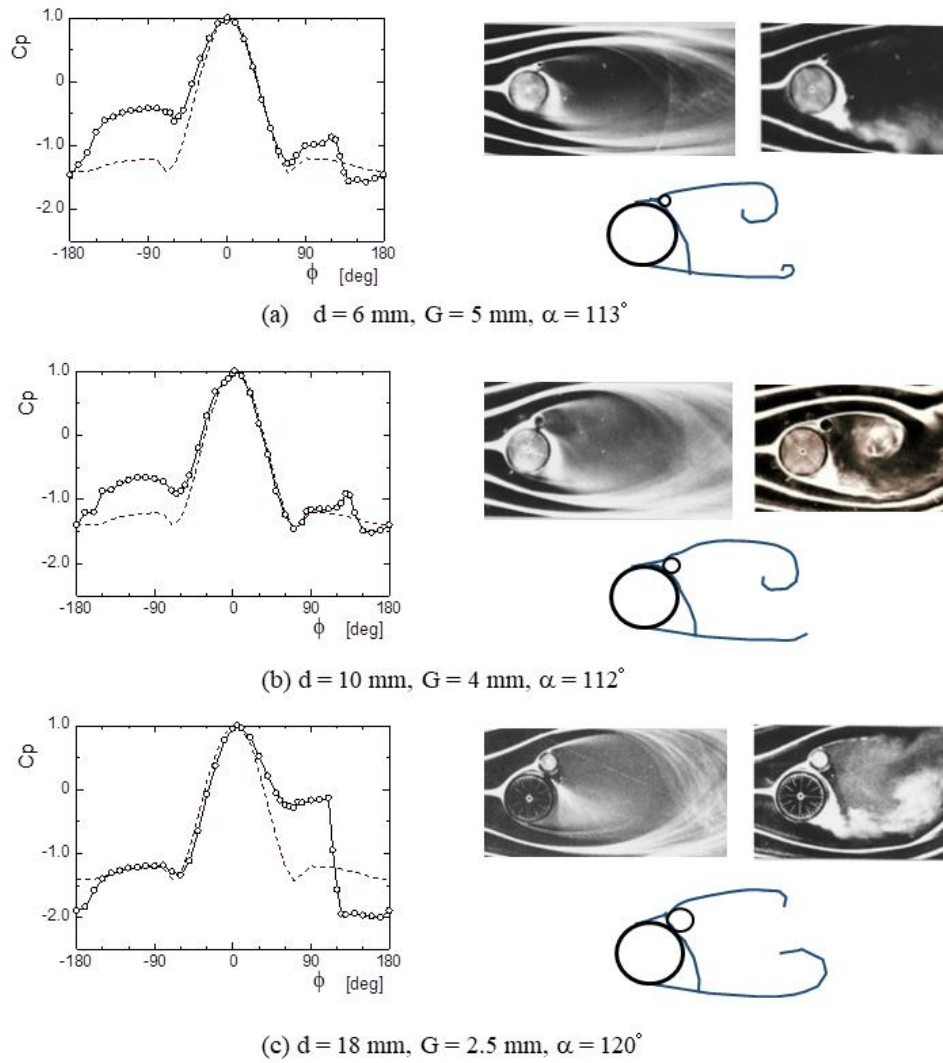 1.0
Cp
0
-1.0
-2.0
-180 -90 0 90 180
ϕ [deg]
(a) d = 6 mm, G = 5 mm, α = 113°
1.0
Cp
0
-1.0
-2.0
-180 -90 0 90 180
ϕ [deg]
(b) d = 10 mm, G = 4 mm, α = 112°
1.0
Cp
0
-1.0
-2.0
-180 -90 0 90 180
ϕ [deg]
(c) d = 18 mm, G = 2.5 mm, α = 120°